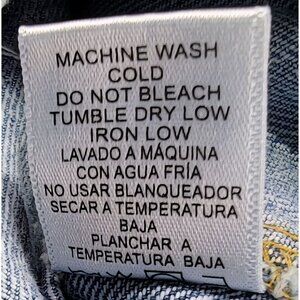 MACHINE WASH
COLD
DO NOT BLEACH
TUMBLE DRY LOW
IRON LOW
LAVADO A MÁQUINA
CON AGUA FRÍA
NO USAR BLANQUEADOR
SECAR A TEMPERATURA
BAJA
PLANCHAR A
TEMPERATURA BAJA